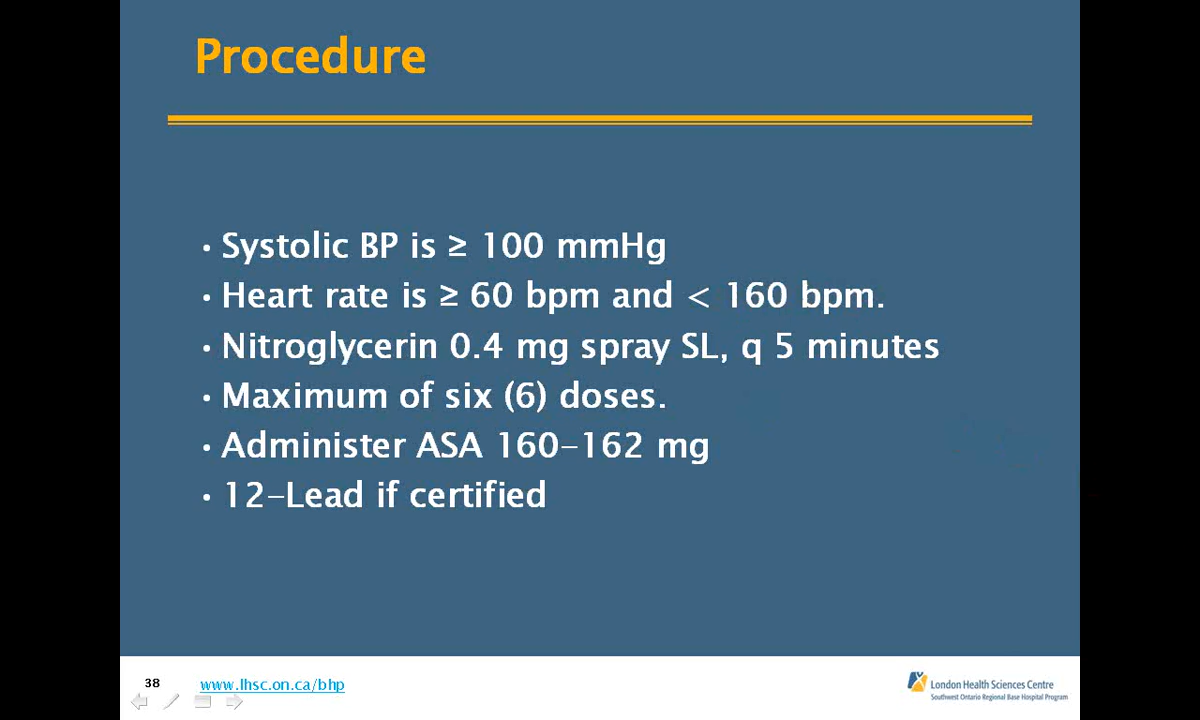 Procedure
• Systolic BP is ≥ 100 mmHg
• Heart rate is ≥ 60 bpm and < 160 bpm.
• Nitroglycerin 0.4 mg spray SL, q 5 minutes
• Maximum of six (6) doses.
• Administer ASA 160-162 mg
• 12-Lead if certified
38
www.lhsc.on.ca/bhp
London Health Sciences Centre
Southwest Ontario Regional Base Hospital Program